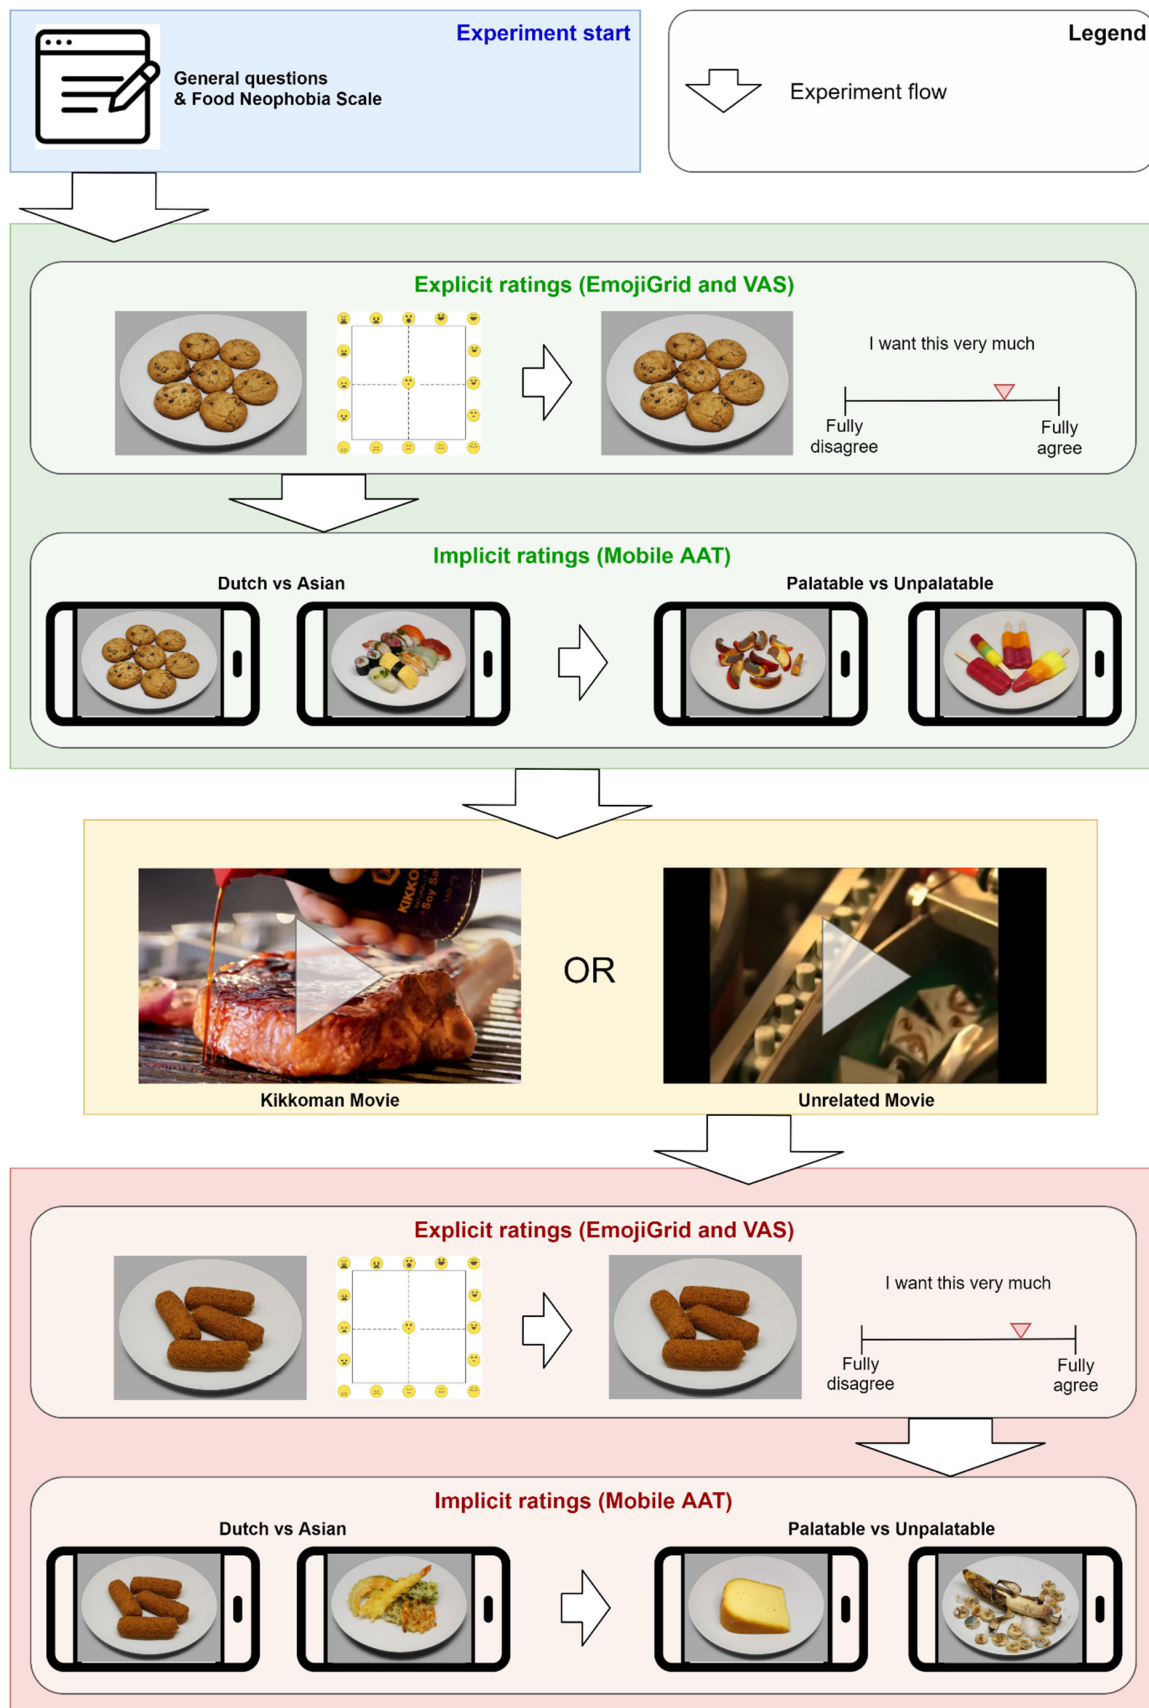 Experiment start
General questions
& Food Neophobia Scale
Legend
Experiment flow
Explicit ratings (EmojiGrid and VAS)
I want this very much
Fully
disagree
Fully
agree
Implicit ratings (Mobile AAT)
Dutch vs Asian
Palatable vs Unpalatable
KIKKO
Soy Sa
OR
Kikkoman Movie
Unrelated Movie
Explicit ratings (EmojiGrid and VAS)
I want this very much
Fully
disagree
Fully
agree
Implicit ratings (Mobile AAT)
Dutch vs Asian
Palatable vs Unpalatable